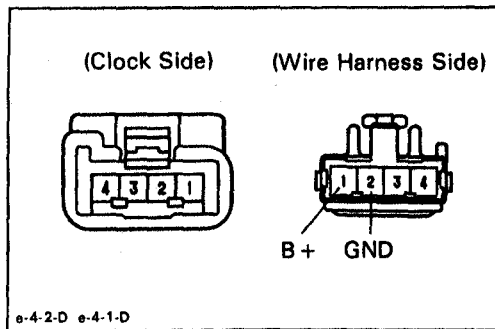 (Clock Side) (Wire Harness Side)
4 3 2 1 1 2 3 4
B+ GND
e-4-2-D e-4-1-D